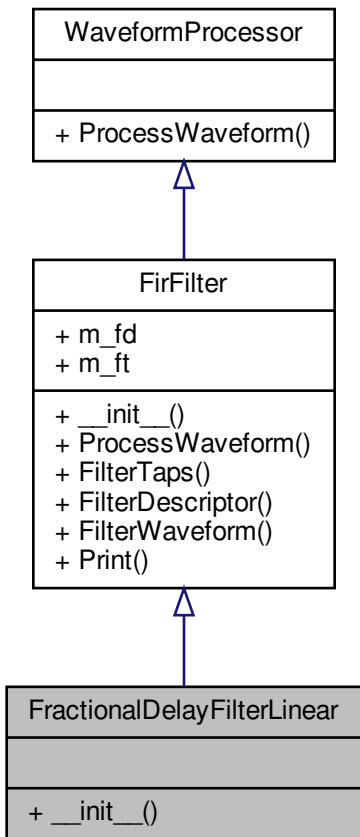 WaveformProcessor
+ ProcessWaveform()
FirFilter
+ m_fd
+ m_ft
+ __init__()
+ ProcessWaveform()
+ FilterTaps()
+ FilterDescriptor()
+ FilterWaveform()
+ Print()
FractionalDelayFilterLinear
+ __init__()